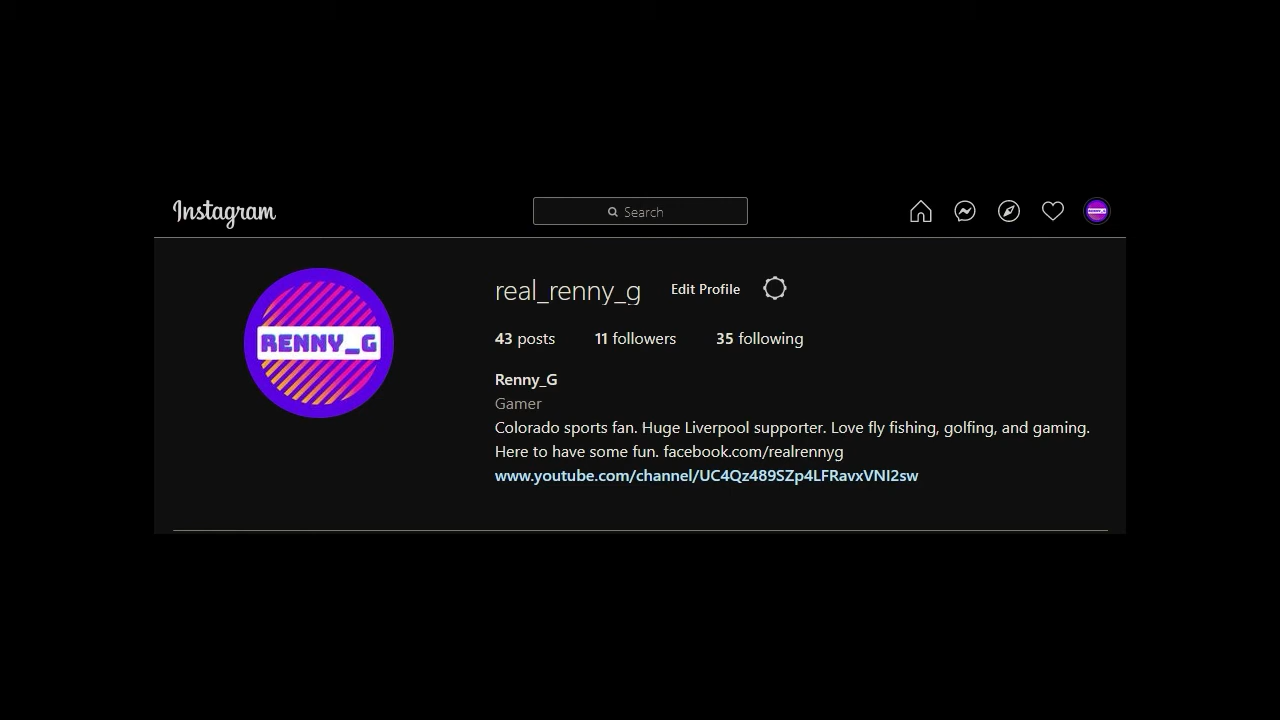 Instagram
Search
real_renny_g
Edit Profile
RENNY_G
43 posts
11 followers
35 following
Renny_G
Gamer
Colorado sports fan. Huge Liverpool supporter. Love fly fishing, golfing, and gaming.
Here to have some fun. facebook.com/realrennyg
www.youtube.com/channel/UC4Qz489SZp4LFRavxVNI2sw